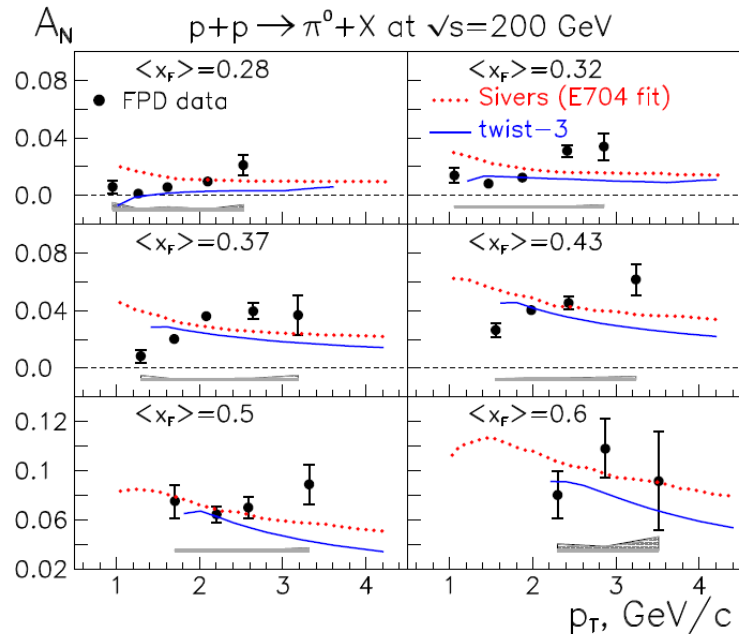 A_N p+p → π⁰+X at √s=200 GeV
0.08
0.04
0.0
<x_F>=0.28
FPD data
<x_F>=0.32
Sivers (E704 fit)
twist-3
0.08
0.04
0.0
<x_F>=0.37
<x_F>=0.43
0.12
0.1
0.08
0.06
0.04
0.02
<x_F>=0.5
<x_F>=0.6
1 2 3 4 1 2 3 4
p_T, GeV/c